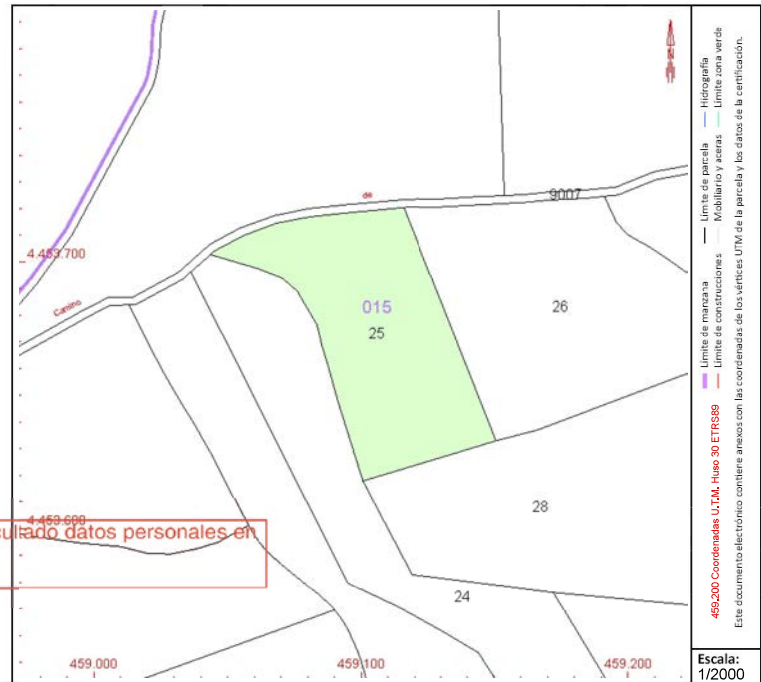 N
de
9007
4.453.700
Camino
015
25
26
4.453.600
ultado datos personales en
28
24
459.000
459.100
459.200
Hidrografía
Límite zona verde
Límite de parcela
Mobiliario y aceras
Límite de manzana
Límite de construcciones
459.200 Coordenadas U.T.M. Huso 30 ETRS89
Este documento electrónico contiene anexos con las coordenadas de los vértices UTM de la parcela y los datos de la certificación.
Escala:
1/2000